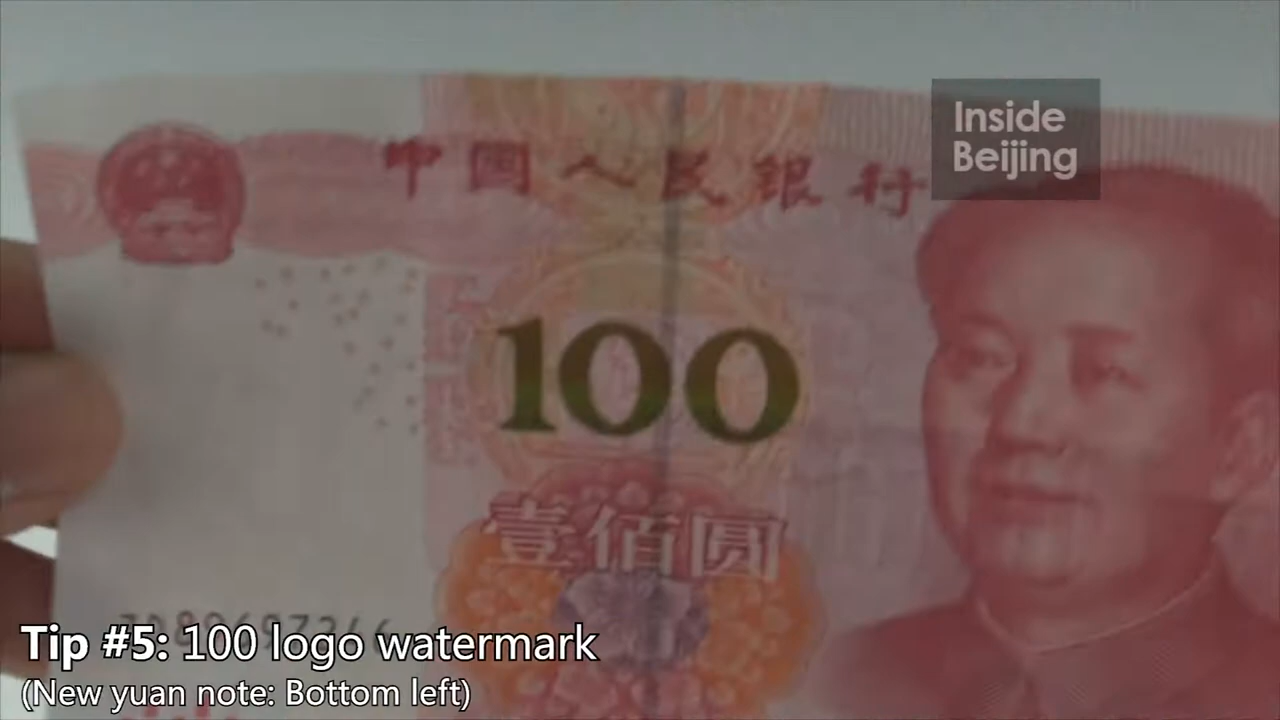 Inside
Beijing
中国人民银行
100
壹佰圆
Tip #5: 100 logo watermark
(New yuan note: Bottom left)